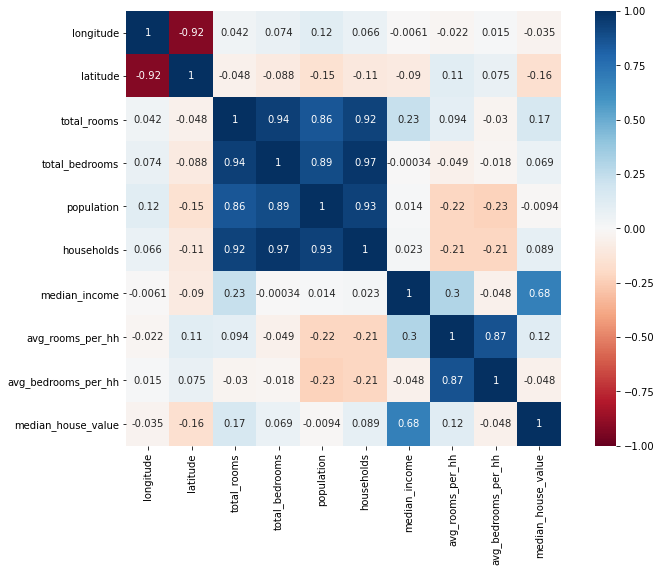 longitude 1 -0.92 0.042 0.074 0.12 0.066 -0.0061 -0.022 0.015 -0.035
latitude -0.92 1 -0.048 -0.088 -0.15 -0.11 -0.09 0.11 0.075 -0.16
total_rooms 0.042 -0.048 1 0.94 0.86 0.92 0.23 0.094 -0.03 0.17
total_bedrooms 0.074 -0.088 0.94 1 0.89 0.97 -0.00034 -0.049 -0.018 0.069
population 0.12 -0.15 0.86 0.89 1 0.93 0.014 -0.22 -0.23 -0.0094
households 0.066 -0.11 0.92 0.97 0.93 1 0.023 -0.21 -0.21 0.089
median_income -0.0061 -0.09 0.23 -0.00034 0.014 0.023 1 0.3 -0.048 0.68
avg_rooms_per_hh -0.022 0.11 0.094 -0.049 -0.22 -0.21 0.3 1 0.87 0.12
avg_bedrooms_per_hh 0.015 0.075 -0.03 -0.018 -0.23 -0.21 -0.048 0.87 1 -0.048
median_house_value -0.035 -0.16 0.17 0.069 -0.0094 0.089 0.68 0.12 -0.048 1
longitude
latitude
total_rooms
total_bedrooms
population
households
median_income
avg_rooms_per_hh
avg_bedrooms_per_hh
median_house_value
1.00
0.75
0.50
0.25
0.00
−0.25
−0.50
−0.75
−1.00